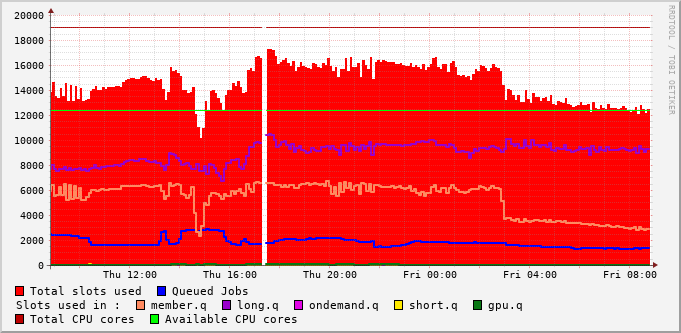 20000
18000
16000
14000
12000
10000
8000
6000
4000
2000
0
Thu 12:00 Thu 16:00 Thu 20:00 Fri 00:00 Fri 04:00 Fri 08:00
RRDTOOL / TOBI OETIKER
Total slots used Queued Jobs
Slots used in : member.q long.q ondemand.q short.q gpu.q
Total CPU cores Available CPU cores